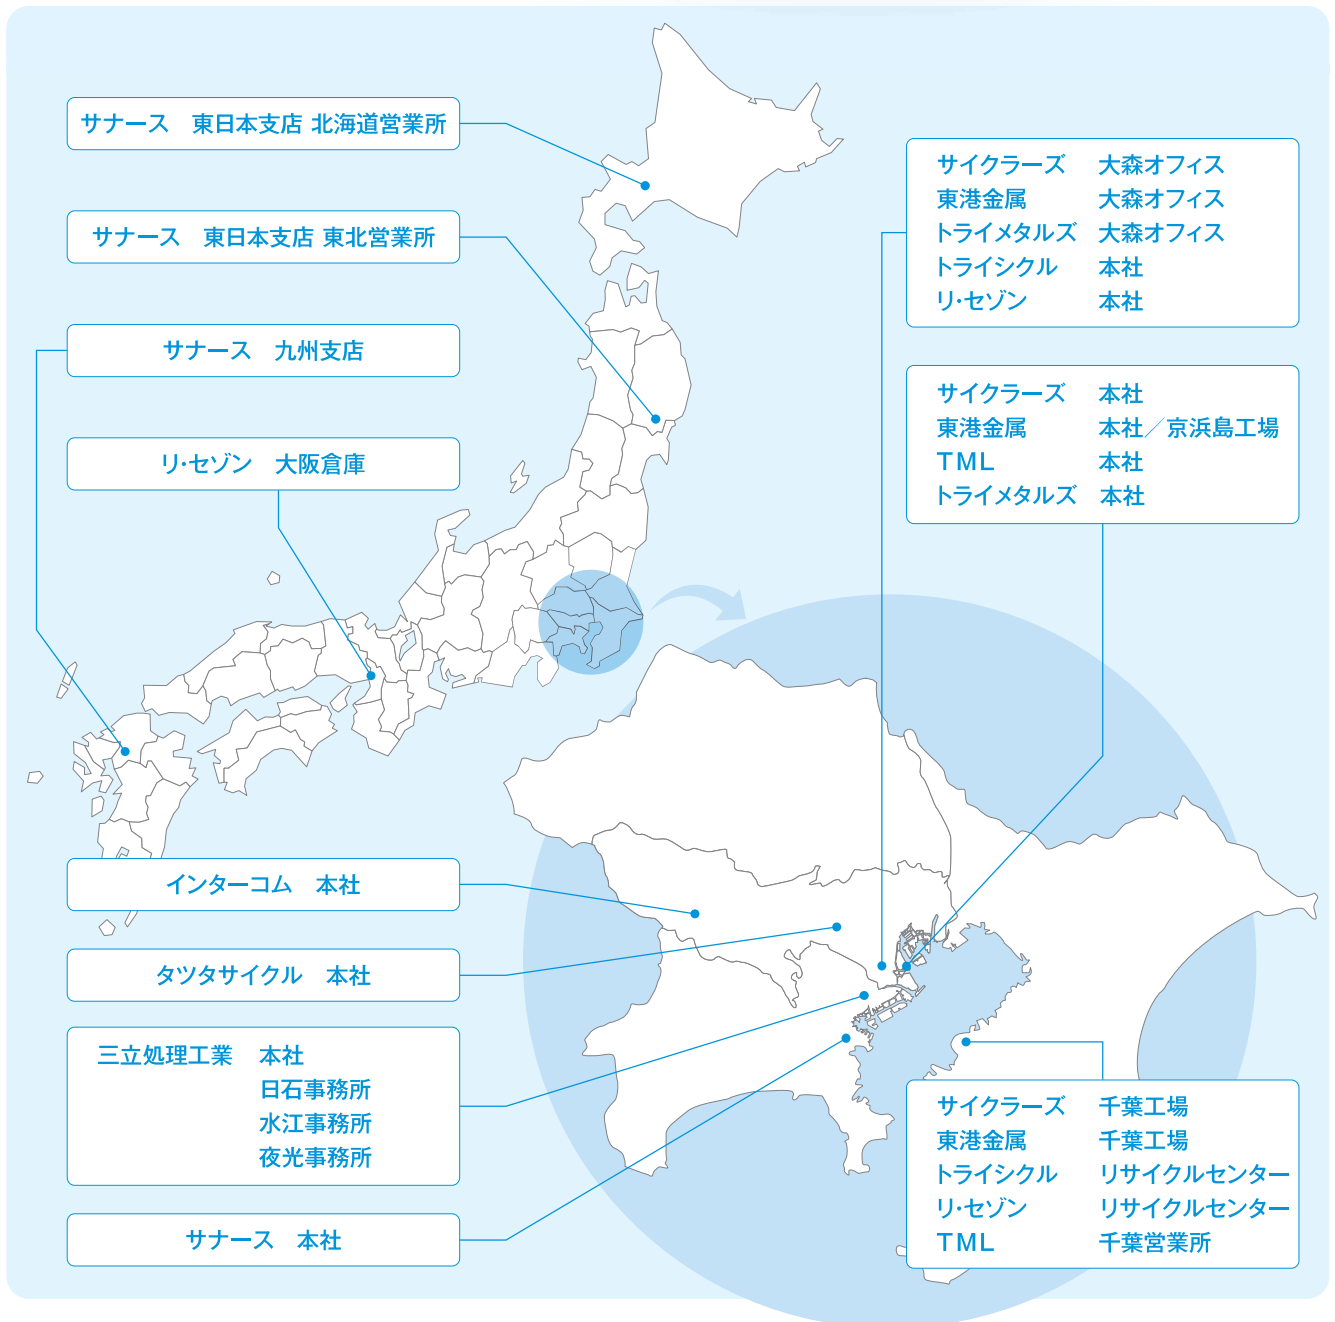 サナース　東日本支店 北海道営業所
サナース　東日本支店 東北営業所
サナース　九州支店
リ・セゾン　大阪倉庫
サイクラーズ　大森オフィス
東港金属　大森オフィス
トライメタルズ　大森オフィス
トライシクル　本社
リ・セゾン　本社
サイクラーズ　本社
東港金属　本社／京浜島工場
TML　本社
トライメタルズ　本社
インターコム　本社
タツタサイクル　本社
三立処理工業　本社
日石事務所
水江事務所
夜光事務所
サナース　本社
サイクラーズ　千葉工場
東港金属　千葉工場
トライシクル　リサイクルセンター
リ・セゾン　リサイクルセンター
TML　千葉営業所